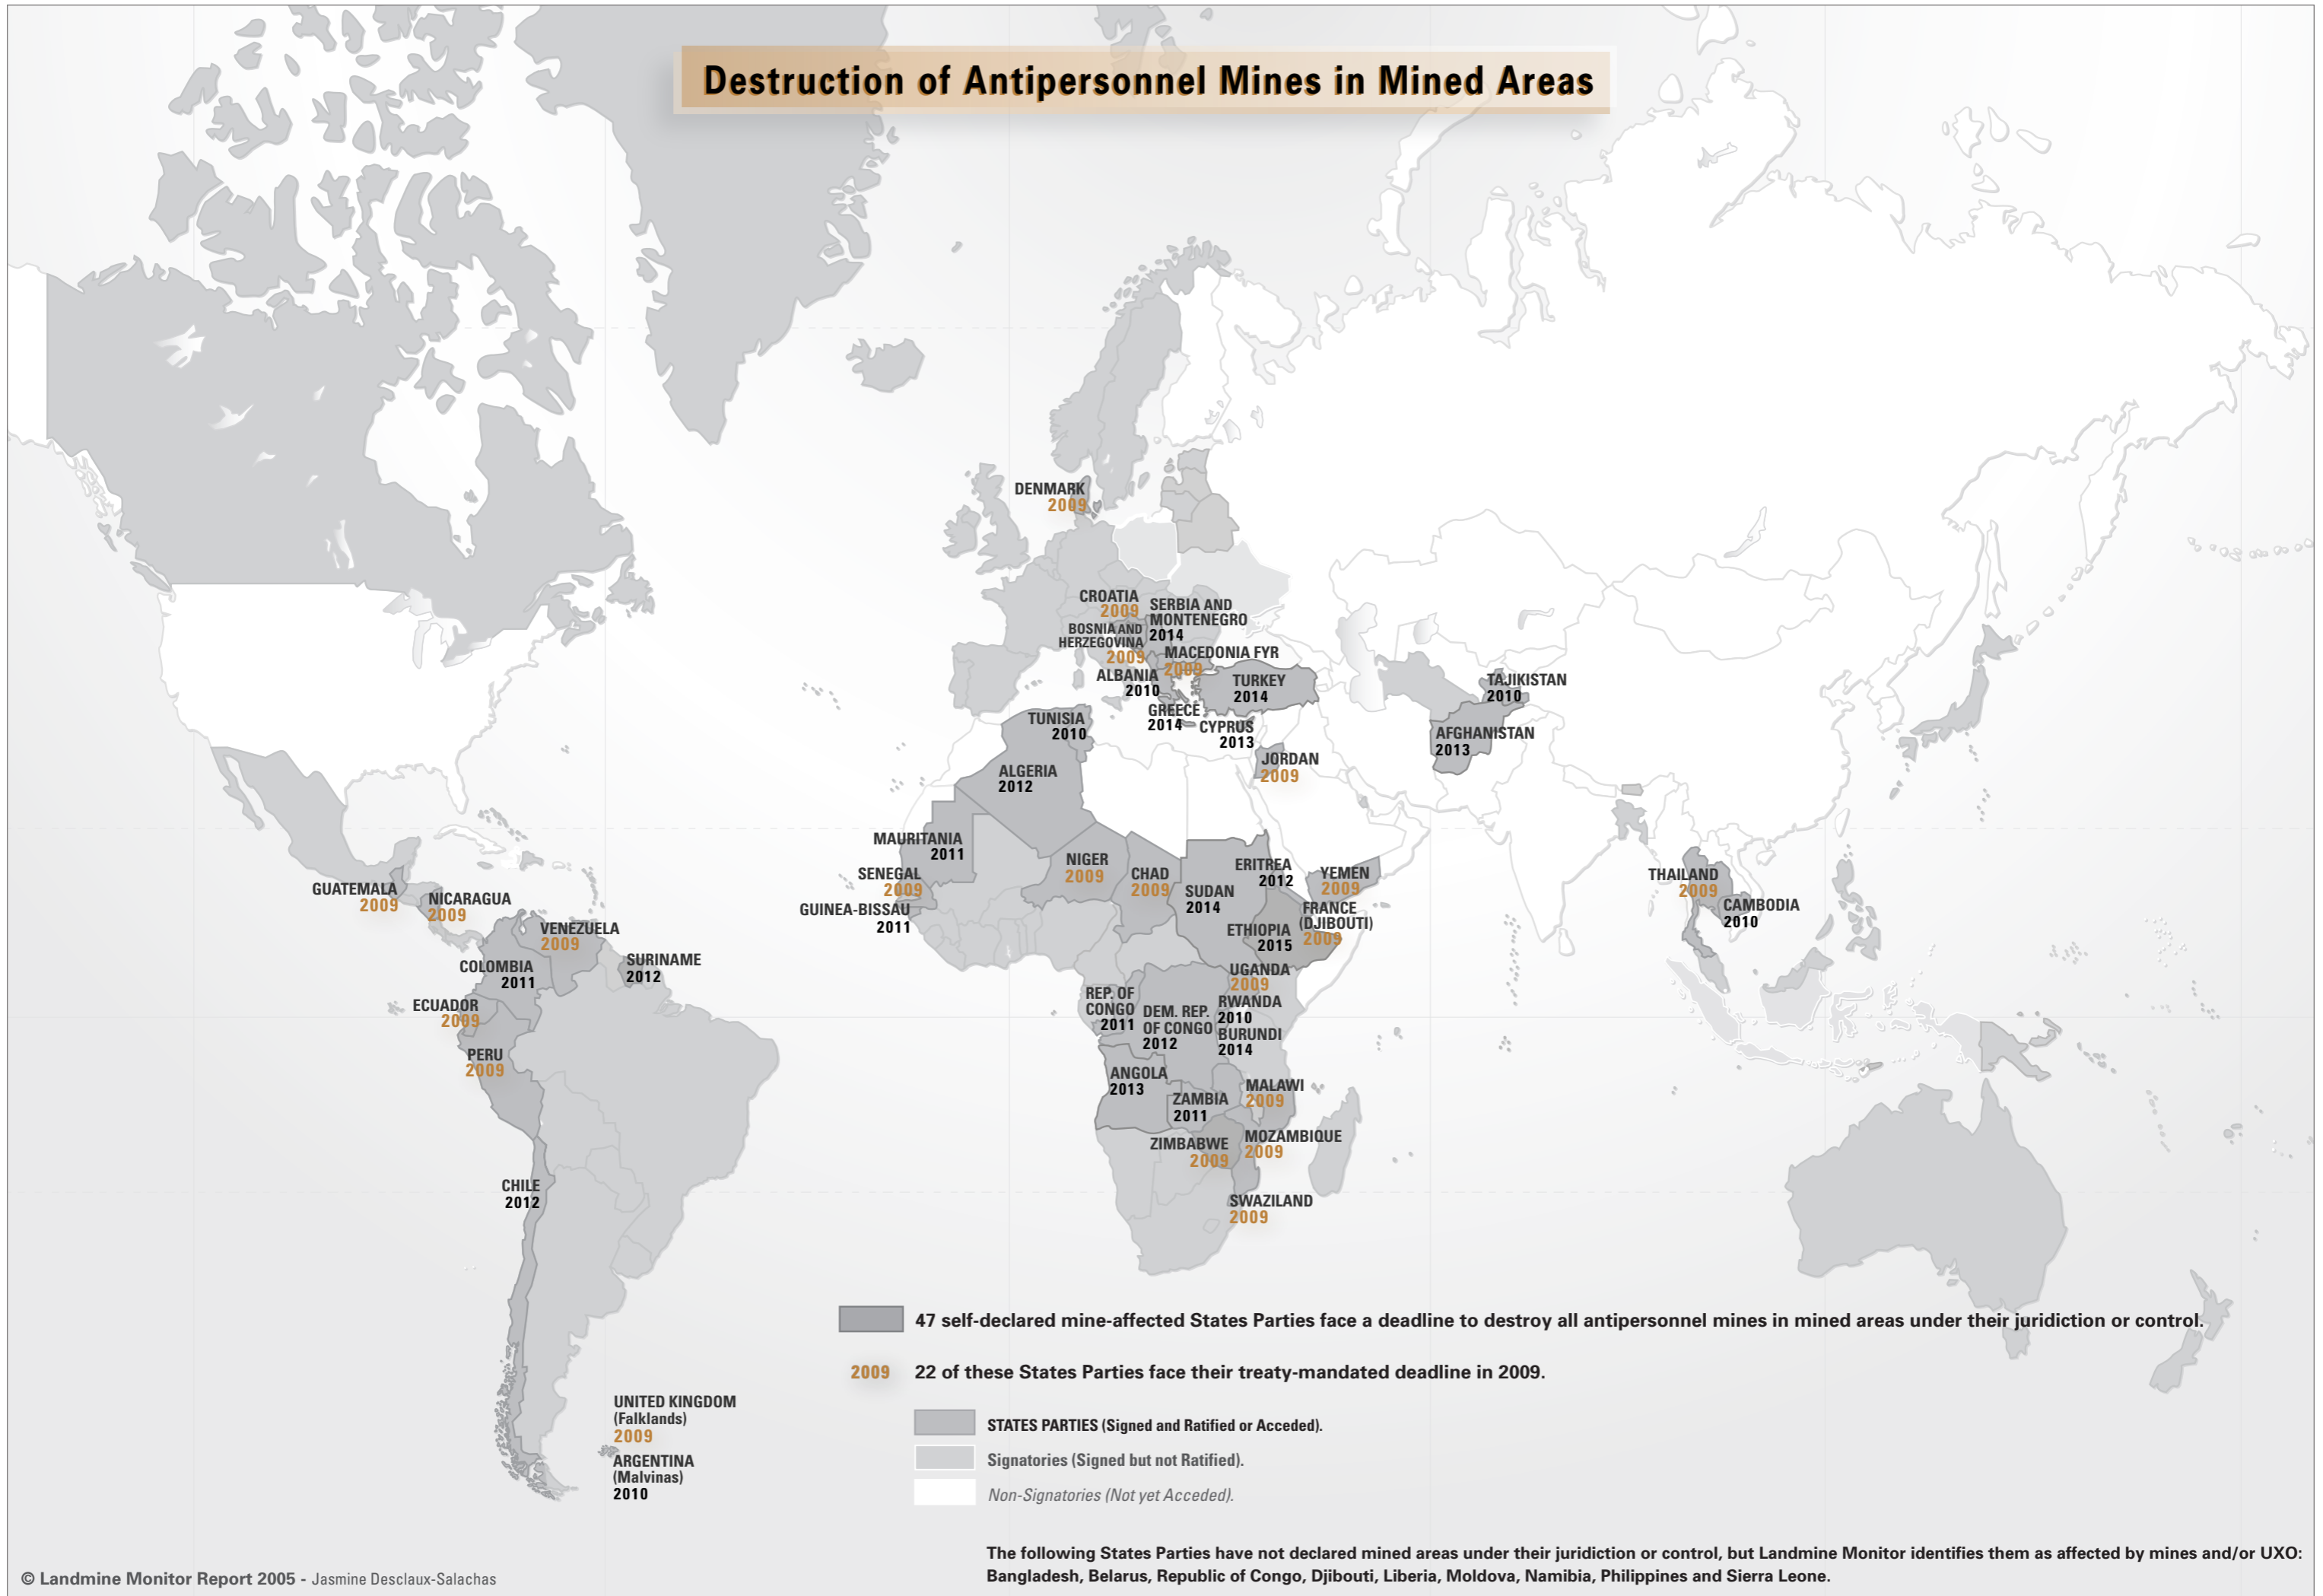 Destruction of Antipersonnel Mines in Mined Areas
DENMARK
2009
CROATIA
2009
SERBIA AND
MONTENEGRO
2014
BOSNIA AND
HERZEGOVINA
2009
MACEDONIA FYR
2009
ALBANIA
2010
TURKEY
2014
GREECE
2014
CYPRUS
2013
TAJIKISTAN
2010
AFGHANISTAN
2013
TUNISIA
2010
JORDAN
2009
ALGERIA
2012
MAURITANIA
2011
SENEGAL
2009
GUINEA-BISSAU
2011
NIGER
2009
CHAD
2009
SUDAN
2014
ERITREA
2012
YEMEN
2009
FRANCE
(DJIBOUTI)
2009
ETHIOPIA
2015
THAILAND
2009
CAMBODIA
2010
GUATEMALA
2009
NICARAGUA
2009
VENEZUELA
2009
COLOMBIA
2011
SURINAME
2012
ECUADOR
2009
PERU
2009
UGANDA
2009
REP. OF
CONGO
2011
DEM. REP.
OF CONGO
2012
RWANDA
2010
BURUNDI
2014
ANGOLA
2013
ZAMBIA
2011
MALAWI
2009
ZIMBABWE
2009
MOZAMBIQUE
2009
SWAZILAND
2009
CHILE
2012
47 self-declared mine-affected States Parties face a deadline to destroy all antipersonnel mines in mined areas under their juridiction or control.
2009 22 of these States Parties face their treaty-mandated deadline in 2009.
UNITED KINGDOM
(Falklands)
2009
ARGENTINA
(Malvinas)
2010
STATES PARTIES (Signed and Ratified or Acceded).
Signatories (Signed but not Ratified).
Non-Signatories (Not yet Acceded).
The following States Parties have not declared mined areas under their juridiction or control, but Landmine Monitor identifies them as affected by mines and/or UXO:
Bangladesh, Belarus, Republic of Congo, Djibouti, Liberia, Moldova, Namibia, Philippines and Sierra Leone.
© Landmine Monitor Report 2005 - Jasmine Desclaux-Salachas